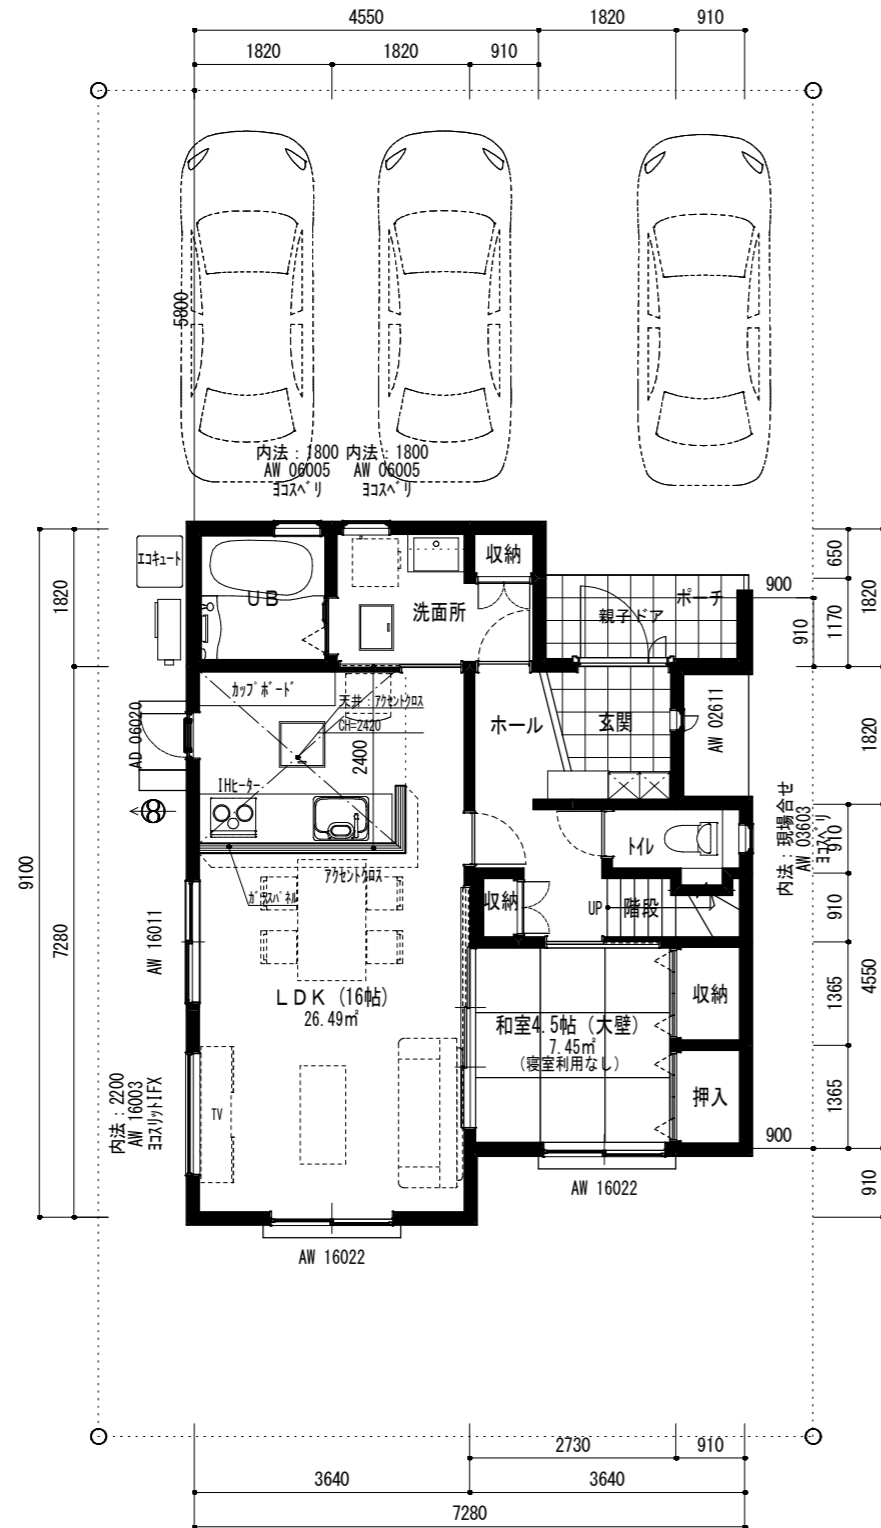 4550
1820
910
1820
1820
910
5800
内法：1800
AW 06005
ﾖｺｽﾍﾞﾘ
内法：1800
AW 06005
ﾖｺｽﾍﾞﾘ
ｴｺｷｭｰﾄ
UB
洗面所
収納
ポーチ
親子ドア
900
650
1170
910
1820
1820
9100
7280
AD 06020
ｶｯﾌﾟﾎﾞｰﾄﾞ
天井：ｱｸｾﾝﾄｸﾛｽ
CH=2420
2400
IHﾋｰﾀｰ
ホール
玄関
AW 02611
1820
内法：現場合せ
AW 03603
ﾖｺｽﾍﾞﾘ
910
ﾄｲﾚ
ｱｸｾﾝﾄｸﾛｽ
ｶﾞﾗｽﾊﾟﾈﾙ
収納
UP
階段
910
AW 16011
LDK (16帖)
26.49㎡
和室4.5帖（大壁）
7.45㎡
（寝室利用なし）
収納
押入
1365
1365
4550
内法：2200
AW 16003
ﾖｺｽﾘｯﾄIFX
TV
900
910
AW 16022
AW 16022
2730
910
3640
3640
7280